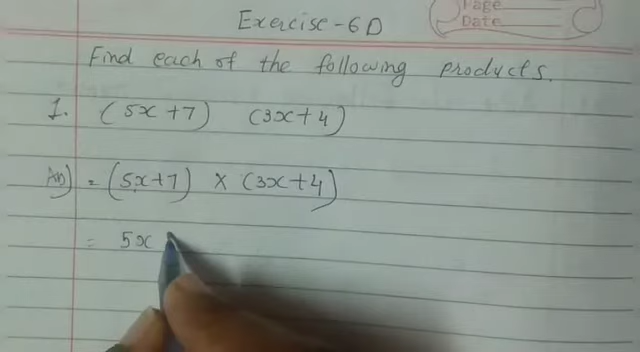 Page
Date
Exercise-6D
Find each of the following products.
1. (5x+7) (3x+4)
Ans) = (5x+7) × (3x+4)
= 5x